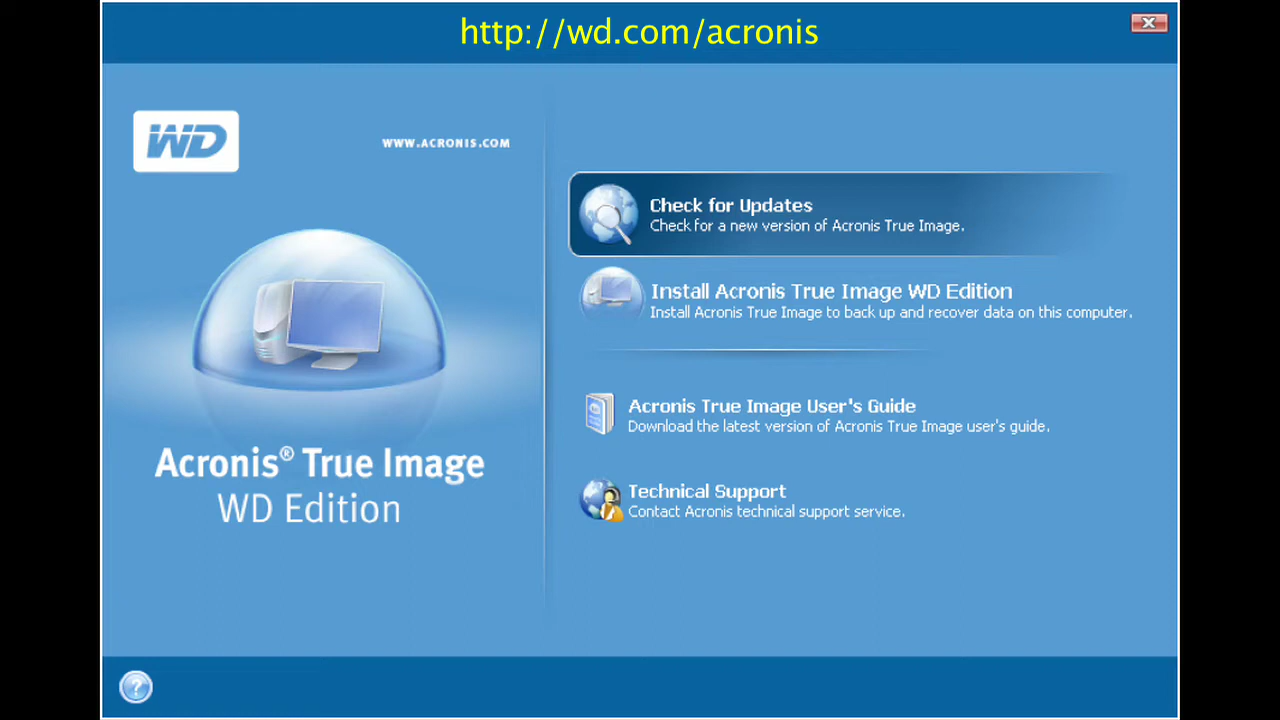 http://wd.com/acronis
WD
WWW.ACRONIS.COM
Check for Updates
Check for a new version of Acronis True Image.
Install Acronis True Image WD Edition
Install Acronis True Image to back up and recover data on this computer.
Acronis True Image User's Guide
Download the latest version of Acronis True Image user's guide.
Technical Support
Contact Acronis technical support service.
Acronis® True Image
WD Edition
?